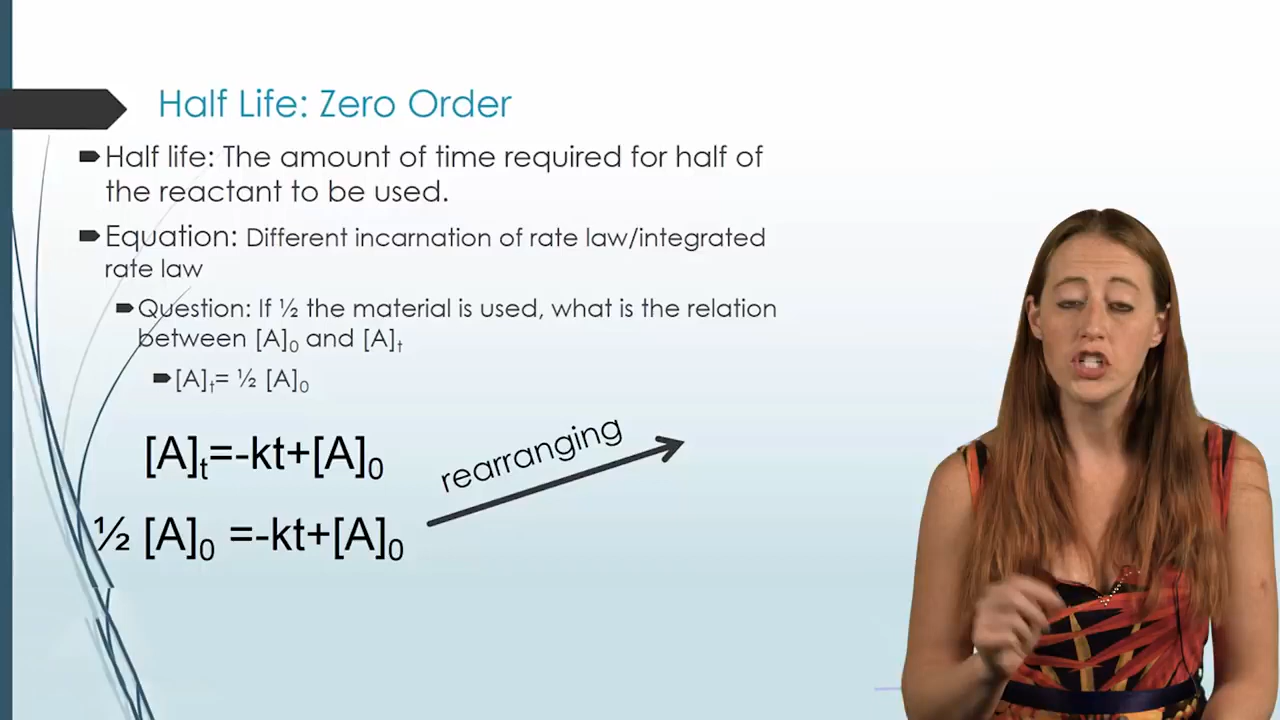 Half Life: Zero Order
Half life: The amount of time required for half of
the reactant to be used.
Equation: Different incarnation of rate law/integrated
rate law
Question: If ½ the material is used, what is the relation
between [A]₀ and [A]ₜ
[A]ₜ= ½ [A]₀
[A]ₜ=-kt+[A]₀
rearranging
½ [A]₀ =-kt+[A]₀